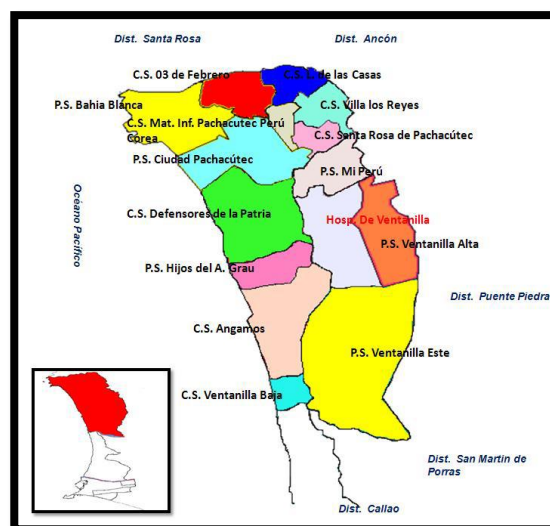 Dist. Santa Rosa
Dist. Ancón
C.S. 03 de Febrero
C.S. L. de las Casas
P.S. Bahia Blanca
C.S. Villa los Reyes
C.S. Mat. Inf. Pachacutec Perú
Corea
C.S. Santa Rosa de Pachacútec
P.S. Ciudad Pachacútec
P.S. Mi Perú
Océano Pacífico
C.S. Defensores de la Patria
Hosp. De Ventanilla
P.S. Ventanilla Alta
P.S. Hijos del A. Grau
Dist. Puente Piedra
C.S. Angamos
P.S. Ventanilla Este
C.S. Ventanilla Baja
Dist. San Martin de
Porras
Dist. Callao